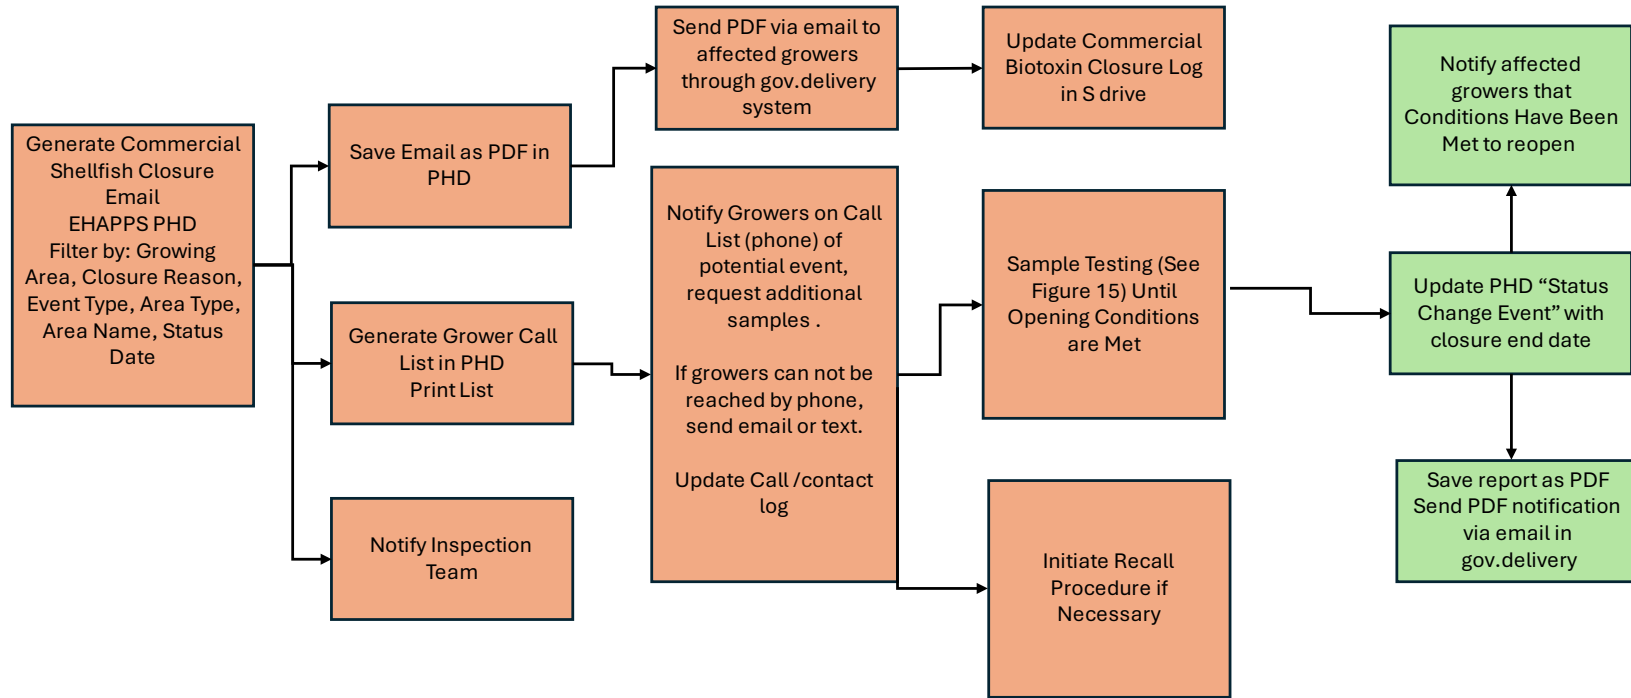 Generate Commercial
Shellfish Closure
Email
EHAPPS PHD
Filter by: Growing
Area, Closure Reason,
Event Type, Area Type,
Area Name, Status
Date
Save Email as PDF in
PHD
Generate Grower Call
List in PHD
Print List
Notify Inspection
Team
Send PDF via email to
affected growers
through gov.delivery
system
Notify Growers on Call
List (phone) of
potential event,
request additional
samples .
If growers can not be
reached by phone,
send email or text.
Update Call /contact
log
Update Commercial
Biotoxin Closure Log
in S drive
Sample Testing (See
Figure 15) Until
Opening Conditions
are Met
Initiate Recall
Procedure if
Necessary
Notify affected
growers that
Conditions Have Been
Met to reopen
Update PHD “Status
Change Event” with
closure end date
Save report as PDF
Send PDF notification
via email in
gov.delivery